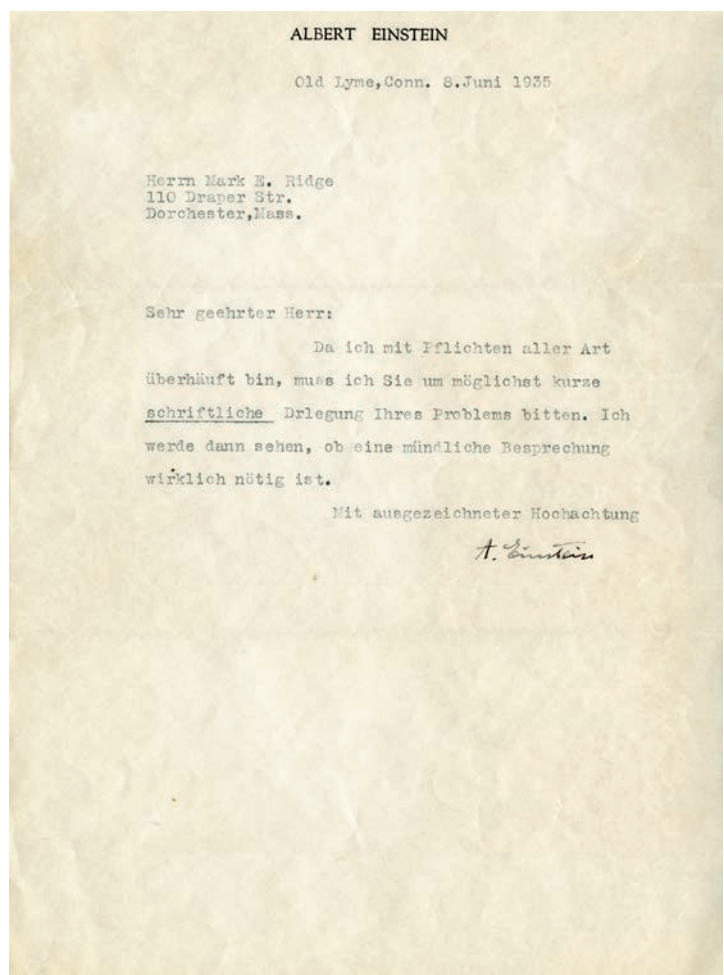 ALBERT EINSTEIN
Old Lyme,Conn. 8.Juni 1935
Herrn Mark E. Ridge
110 Draper Str.
Dorchester,Mass.
Sehr geehrter Herr:
Da ich mit Pflichten aller Art
überhäuft bin, muss ich Sie um möglichst kurze
schriftliche Drlegung Ihres Problems bitten. Ich
werde dann sehen, ob eine mündliche Besprechung
wirklich nötig ist.
Mit ausgezeichneter Hochachtung
A. Einstein